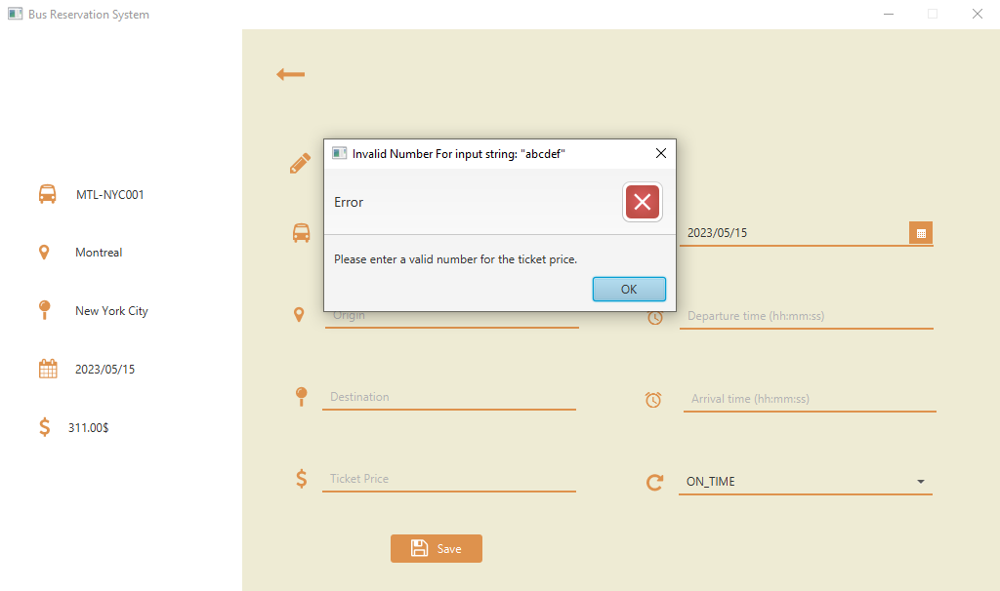 Bus Reservation System
Invalid Number For input string: "abcdef"
Error
Please enter a valid number for the ticket price.
OK
MTL-NYC001
Montreal
New York City
2023/05/15
311.00$
2023/05/15
Origin
Departure time (hh:mm:ss)
Destination
Arrival time (hh:mm:ss)
Ticket Price
ON_TIME
Save